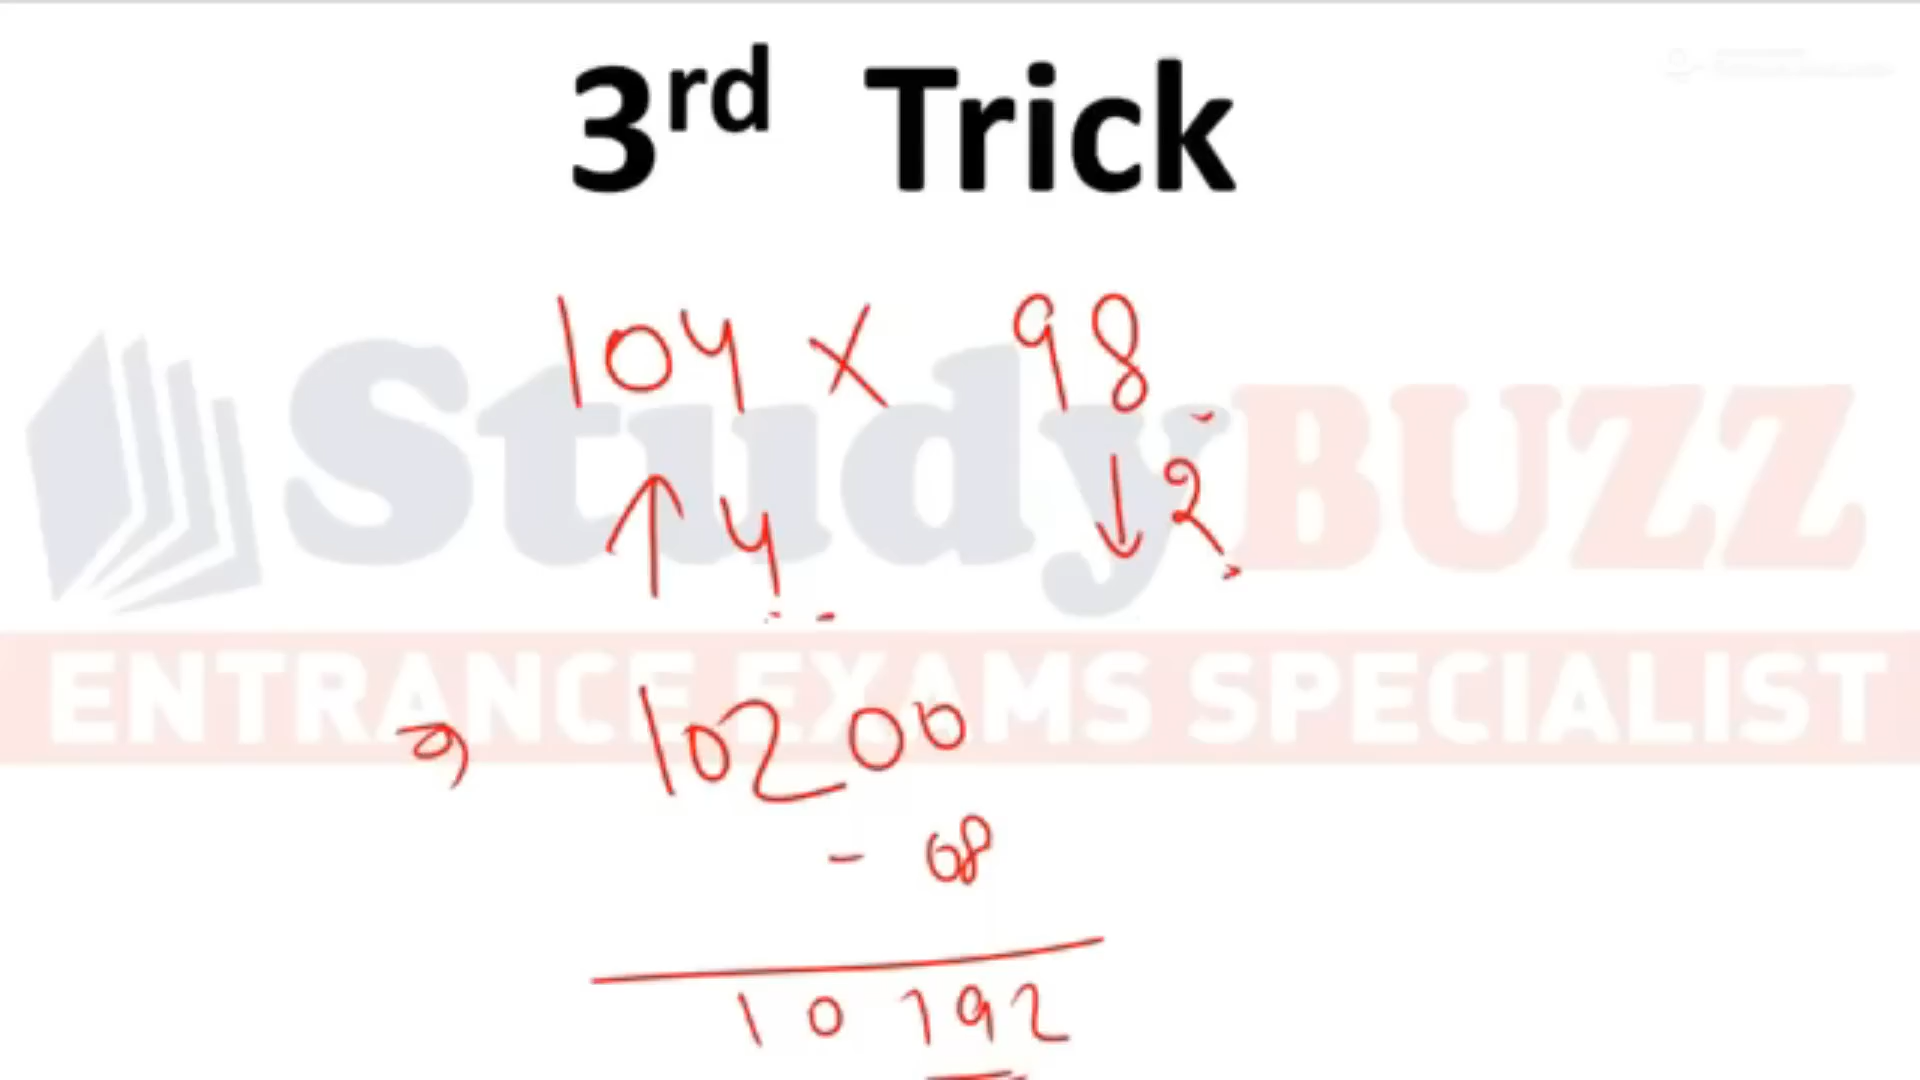 3rd Trick
104 × 98
↑ 4 ↓ 2
⇒ 10200
- 08
10192
StudyBUZZ
ENTRANCE EXAMS SPECIALIST